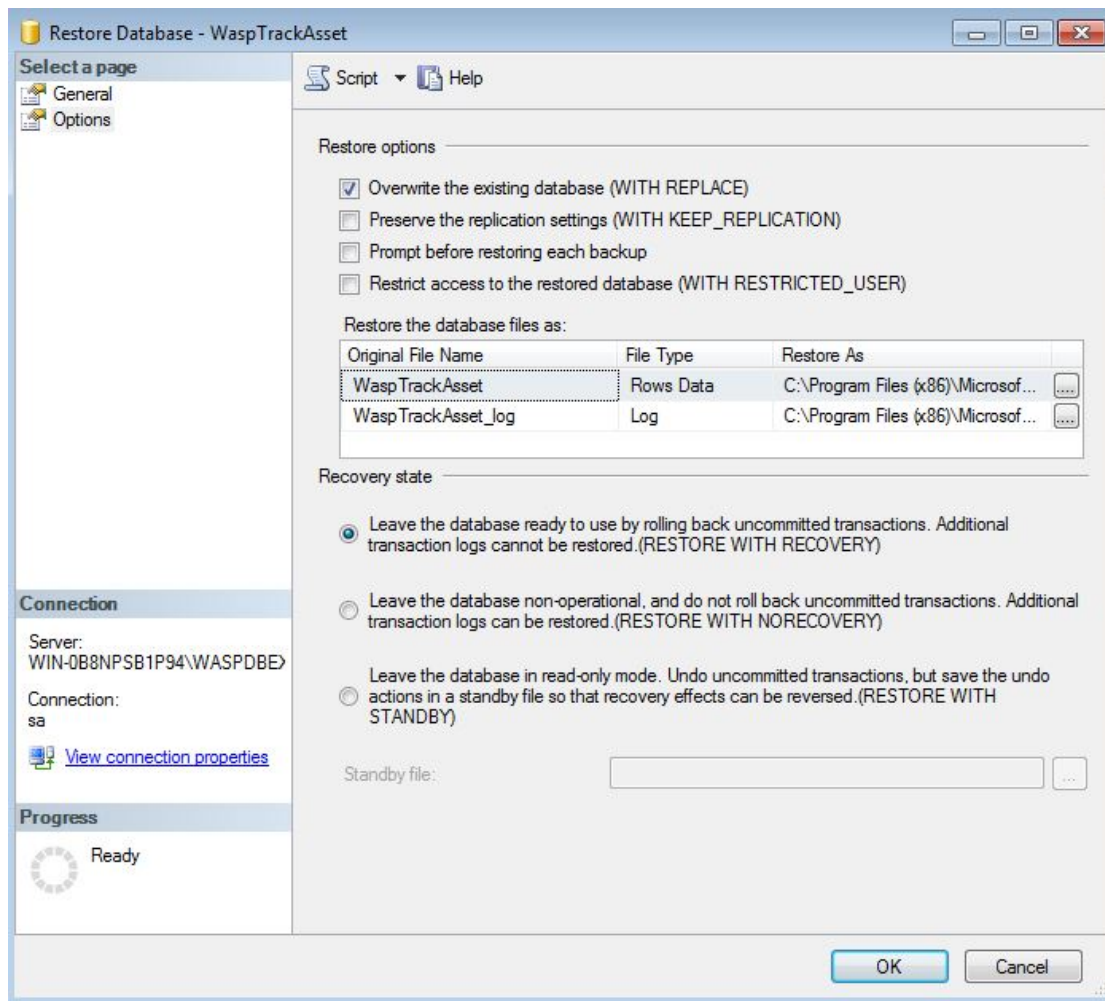 Restore Database - WaspTrackAsset
Select a page
General
Options
Script
Help
Restore options
Overwrite the existing database (WITH REPLACE)
Preserve the replication settings (WITH KEEP_REPLICATION)
Prompt before restoring each backup
Restrict access to the restored database (WITH RESTRICTED_USER)
Restore the database files as:
Original File Name File Type Restore As
WaspTrackAsset Rows Data C:\Program Files (x86)\Microsof... ...
WaspTrackAsset_log Log C:\Program Files (x86)\Microsof... ...
Recovery state
Leave the database ready to use by rolling back uncommitted transactions. Additional
transaction logs cannot be restored.(RESTORE WITH RECOVERY)
Leave the database non-operational, and do not roll back uncommitted transactions. Additional
transaction logs can be restored.(RESTORE WITH NORECOVERY)
Leave the database in read-only mode. Undo uncommitted transactions, but save the undo
actions in a standby file so that recovery effects can be reversed.(RESTORE WITH
STANDBY)
Standby file:
...
Connection
Server:
WIN-0B8NPSB1P94\WASPDBEX
Connection:
sa
View connection properties
Progress
Ready
OK Cancel